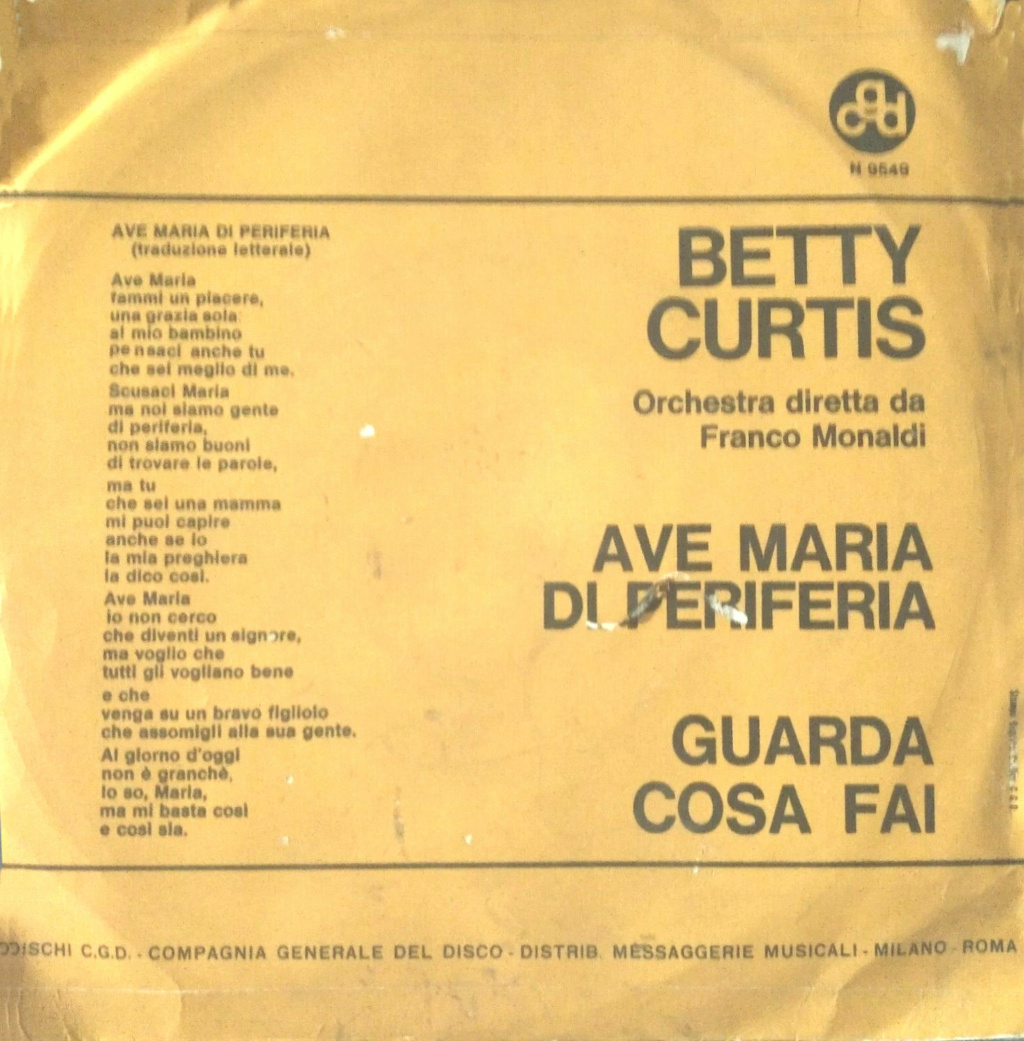 cgd
N 9549
AVE MARIA DI PERIFERIA
(traduzione letterale)
Ave Maria
fammi un piacere,
una grazia sola:
al mio bambino
pensaci anche tu
che sei meglio di me.
Scusaci Maria
ma noi siamo gente
di periferia,
non siamo buoni
di trovare le parole,
ma tu
che sei una mamma
mi puoi capire
anche se io
la mia preghiera
la dico così.
Ave Maria
io non cerco
che diventi un signore,
ma voglio che
tutti gli vogliano bene
e che
venga su un bravo figliolo
che assomigli alla sua gente.
Al giorno d'oggi
non è granchè,
lo so, Maria,
ma mi basta così
e così sia.
BETTY
CURTIS
Orchestra diretta da
Franco Monaldi
AVE MARIA
DI PERIFERIA
GUARDA
COSA FAI
DISCHI C.G.D. - COMPAGNIA GENERALE DEL DISCO - DISTRIB. MESSAGGERIE MUSICALI - MILANO - ROMA